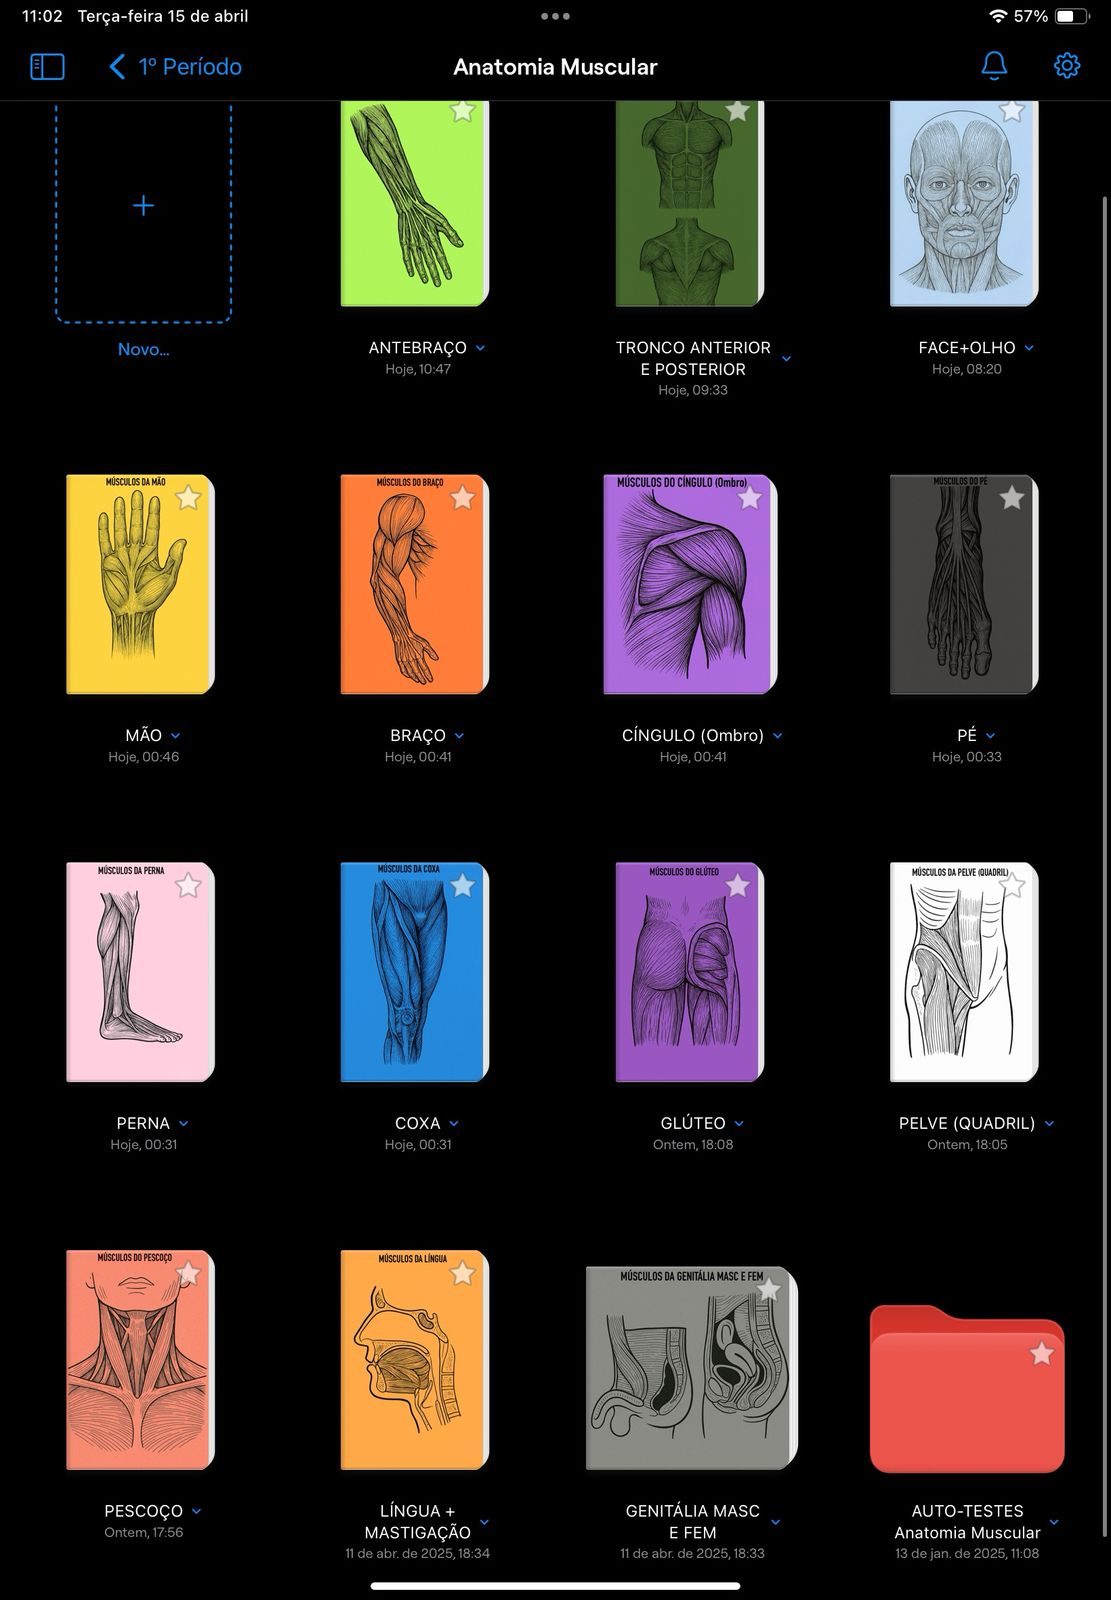 11:02 Terça-feira 15 de abril
57%
1º Período
Anatomia Muscular
Novo...
ANTEBRAÇO
Hoje, 10:47
TRONCO ANTERIOR
E POSTERIOR
Hoje, 09:33
FACE+OLHO
Hoje, 08:20
MÚSCULOS DA MÃO
MÚSCULOS DO BRAÇO
MÚSCULOS DO CÍNGULO (Ombro)
MÚSCULOS DO PÉ
MÃO
Hoje, 00:46
BRAÇO
Hoje, 00:41
CÍNGULO (Ombro)
Hoje, 00:41
PÉ
Hoje, 00:33
MÚSCULOS DA PERNA
MÚSCULOS DA COXA
MÚSCULOS DO GLÚTEO
MÚSCULOS DA PELVE (QUADRIL)
PERNA
Hoje, 00:31
COXA
Hoje, 00:31
GLÚTEO
Ontem, 18:08
PELVE (QUADRIL)
Ontem, 18:05
MÚSCULOS DO PESCOÇO
MÚSCULOS DA LÍNGUA
MÚSCULOS DA GENITÁLIA MASC E FEM
PESCOÇO
Ontem, 17:56
LÍNGUA +
MASTIGAÇÃO
11 de abr. de 2025, 18:34
GENITÁLIA MASC
E FEM
11 de abr. de 2025, 18:33
AUTO-TESTES
Anatomia Muscular
13 de jan. de 2025, 11:08